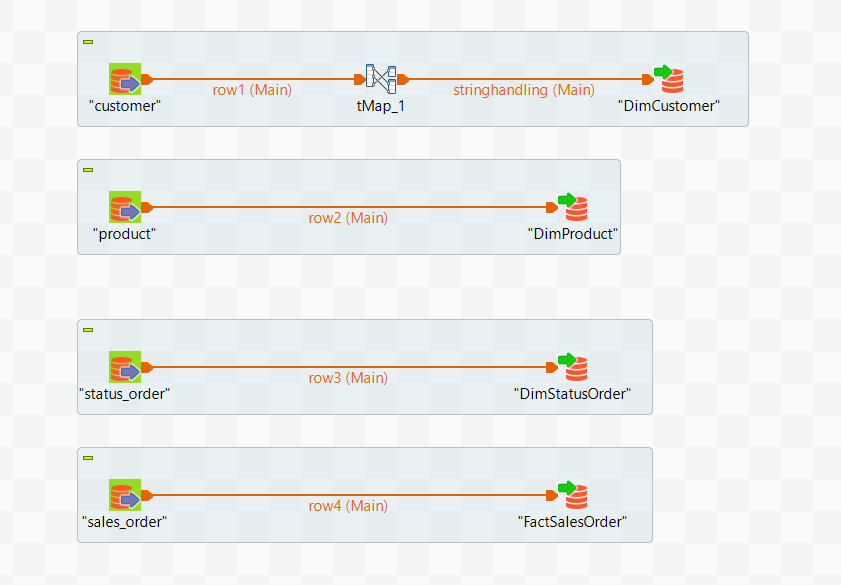 row1 (Main)
stringhandling (Main)
"customer"
tMap_1
"DimCustomer"
row2 (Main)
"product"
"DimProduct"
row3 (Main)
"status_order"
"DimStatusOrder"
row4 (Main)
"sales_order"
"FactSalesOrder"